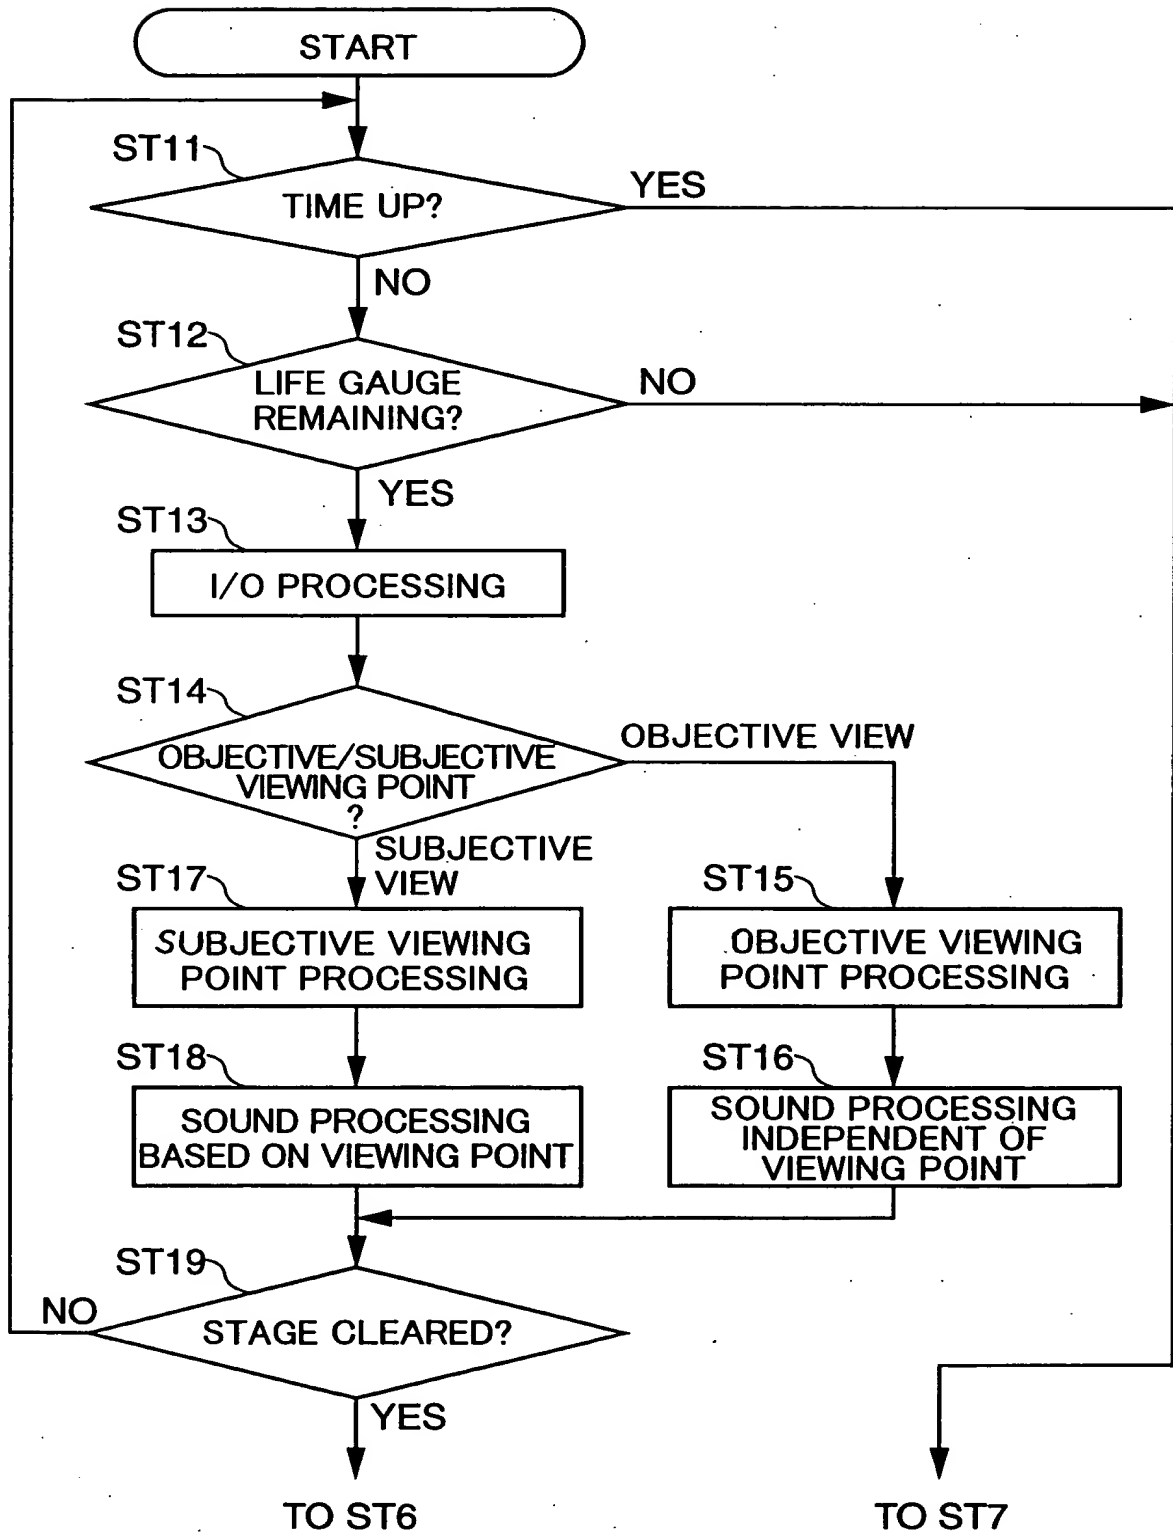 START
ST11
TIME UP?
YES
NO
ST12
LIFE GAUGE
REMAINING?
NO
YES
ST13
I/O PROCESSING
ST14
OBJECTIVE/SUBJECTIVE
VIEWING POINT
?
OBJECTIVE VIEW
SUBJECTIVE
VIEW
ST17
SUBJECTIVE VIEWING
POINT PROCESSING
ST15
OBJECTIVE VIEWING
POINT PROCESSING
ST18
SOUND PROCESSING
BASED ON VIEWING POINT
ST16
SOUND PROCESSING
INDEPENDENT OF
VIEWING POINT
ST19
NO
STAGE CLEARED?
YES
TO ST6
TO ST7